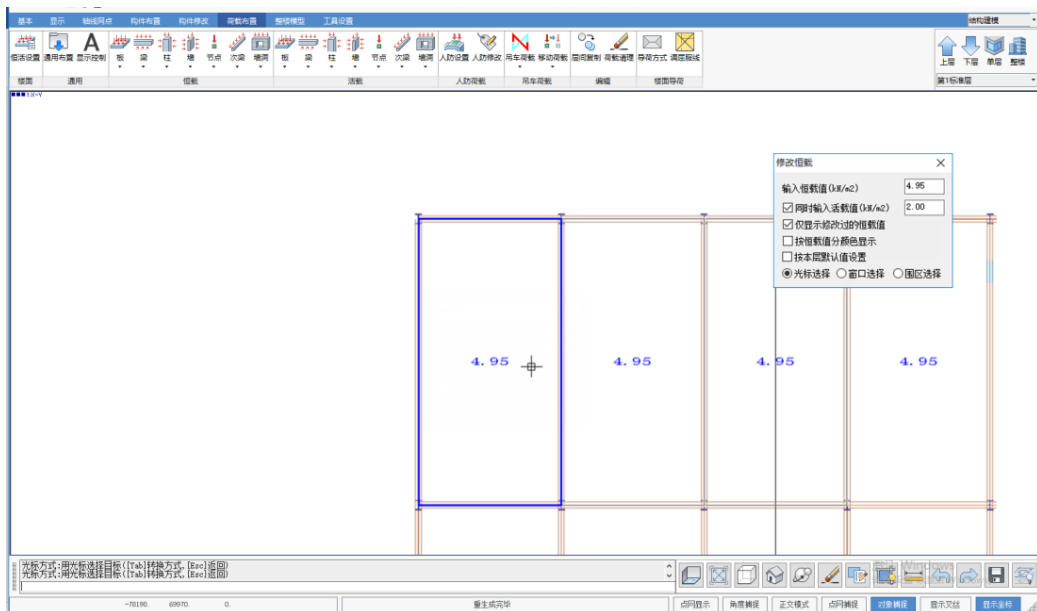 基本 显示 轴线网点 构件布置 构件修改 荷载布置 整楼模型 工具设置 结构建模
恒活设置 通用布置 显示控制 板 梁 柱 墙 节点 次梁 墙洞 板 梁 柱 墙 节点 次梁 墙洞 人防设置 人防修改 吊车荷载 移动荷载 层间复制 荷载清理 导荷方式 调屈服线 上层 下层 单层 整楼
楼面 通用 恒载 活载 人防荷载 吊车荷载 编辑 楼面导荷 第1标准层
修改恒载
输入恒载值(kN/m2) 4.95
同时输入活载值(kN/m2) 2.00
仅显示修改过的恒载值
按恒载值分颜色显示
按本层默认值设置
光标选择 窗口选择 围区选择
4.95 4.95 4.95 4.95
光标方式:用光标选择目标([Tab]转换方式,[Esc]返回)
光标方式:用光标选择目标([Tab]转换方式,[Esc]返回)
-78190. 69970. 0. 重生成完毕 点网显示 角度捕捉 正交模式 点网捕捉 对象捕捉 显示叉丝 显示坐标